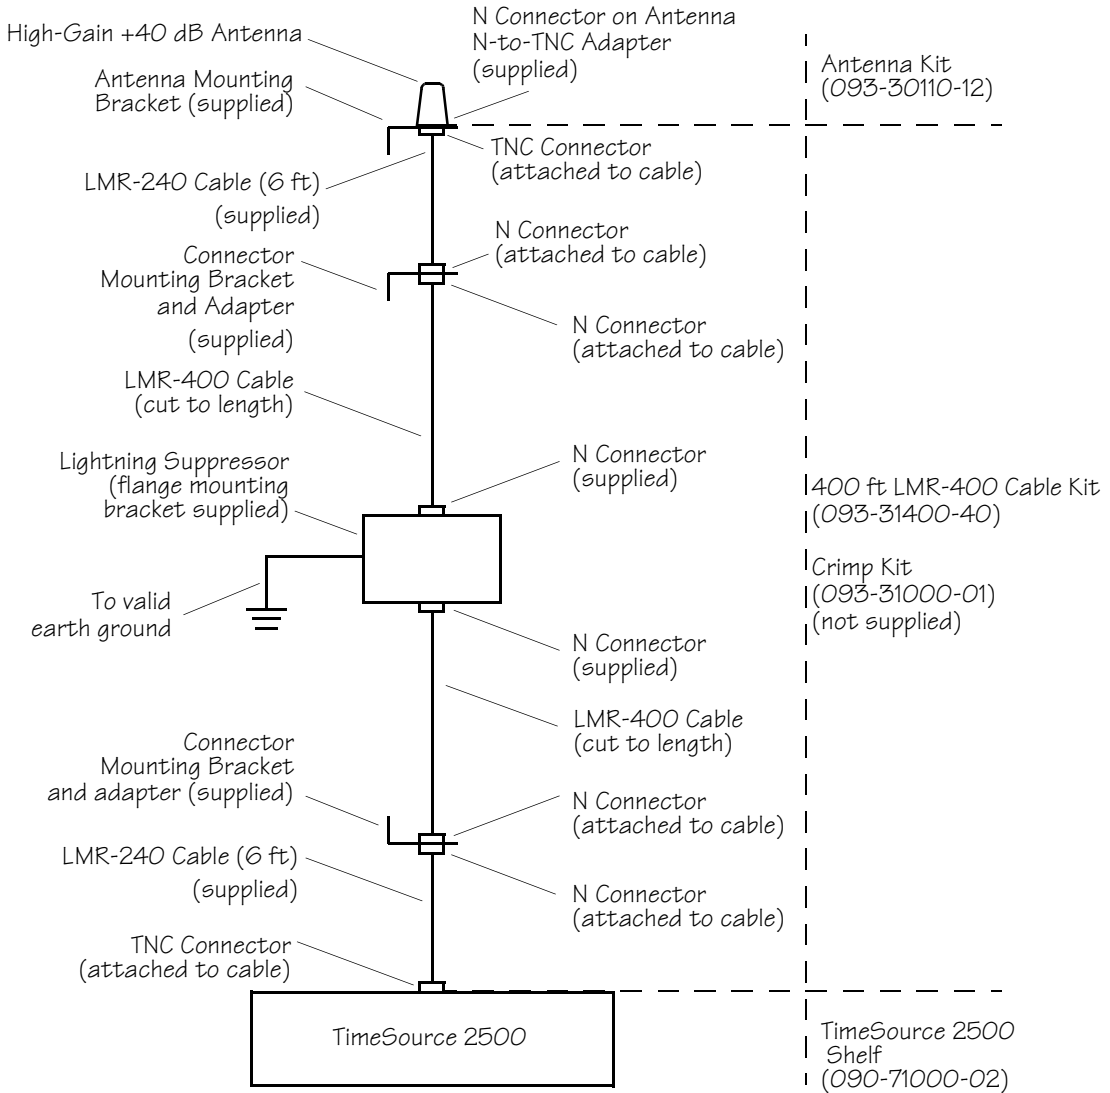 High-Gain +40 dB Antenna
N Connector on Antenna
N-to-TNC Adapter
(supplied)
Antenna Mounting
Bracket (supplied)
Antenna Kit
(093-30110-12)
TNC Connector
(attached to cable)
LMR-240 Cable (6 ft)
(supplied)
N Connector
(attached to cable)
Connector
Mounting Bracket
and Adapter
(supplied)
N Connector
(attached to cable)
LMR-400 Cable
(cut to length)
N Connector
(supplied)
Lightning Suppressor
(flange mounting
bracket supplied)
400 ft LMR-400 Cable Kit
(093-31400-40)
Crimp Kit
(093-31000-01)
(not supplied)
To valid
earth ground
N Connector
(supplied)
LMR-400 Cable
(cut to length)
Connector
Mounting Bracket
and adapter (supplied)
N Connector
(attached to cable)
LMR-240 Cable (6 ft)
(supplied)
N Connector
(attached to cable)
TNC Connector
(attached to cable)
TimeSource 2500
TimeSource 2500
Shelf
(090-71000-02)